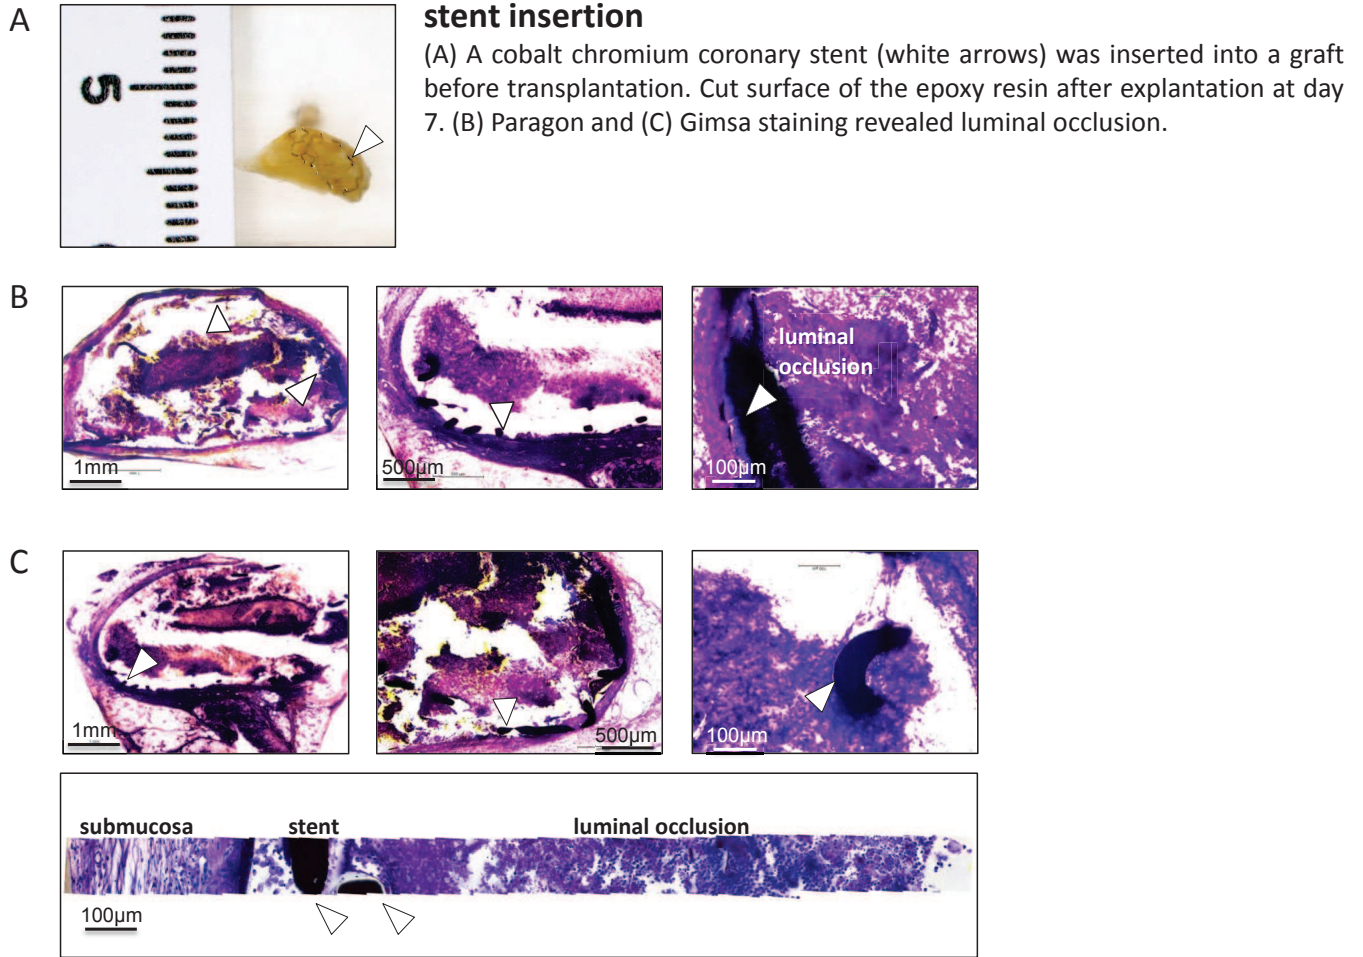 A
stent insertion
(A) A cobalt chromium coronary stent (white arrows) was inserted into a graft
before transplantation. Cut surface of the epoxy resin after explantation at day
7. (B) Paragon and (C) Gimsa staining revealed luminal occlusion.
5
B
1mm
500μm
luminal
occlusion
100μm
C
1mm
500μm
100μm
submucosa stent luminal occlusion
100μm